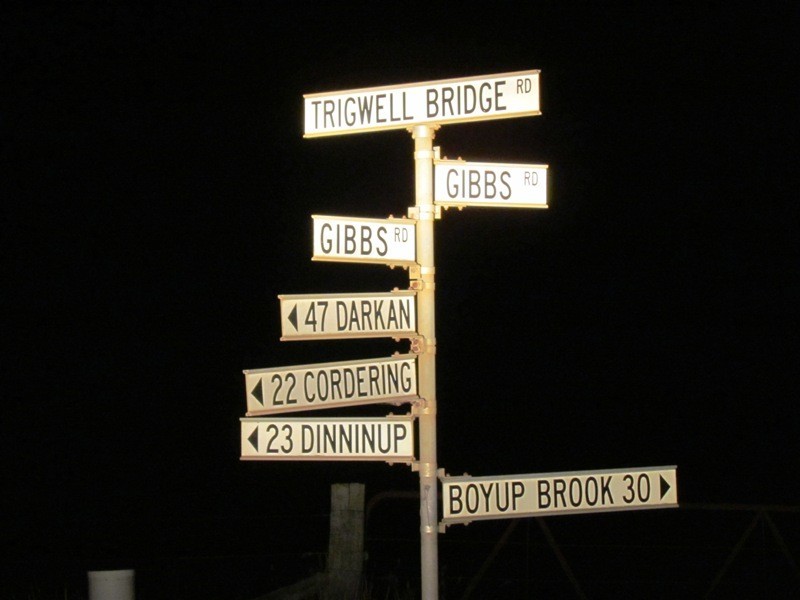 TRIGWELL BRIDGE RD
GIBBS RD
GIBBS RD
47 DARKAN
22 CORDERING
23 DINNINUP
BOYUP BROOK 30